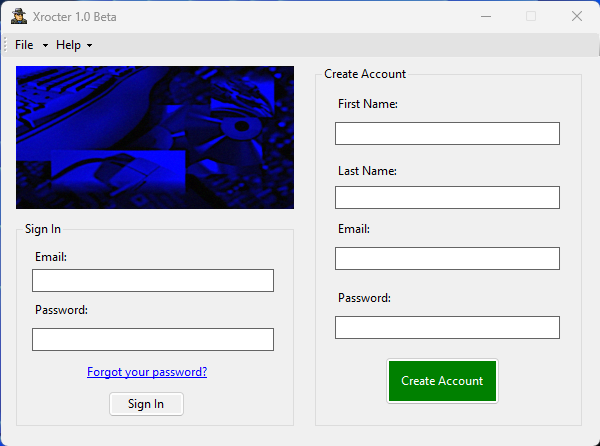 Xrocter 1.0 Beta
File Help
Sign In
Email:
Password:
Forgot your password?
Sign In
Create Account
First Name:
Last Name:
Email:
Password:
Create Account